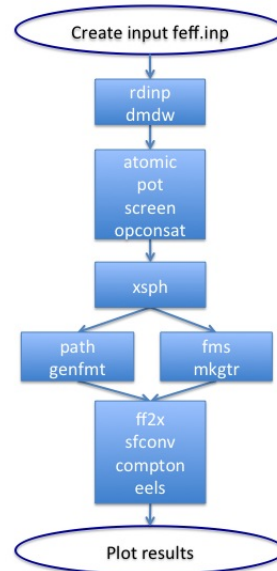 Create input feff.inp
rdinp
dmdw
atomic
pot
screen
opconsat
xsph
path
genfmt
fms
mkgtr
ff2x
sfconv
compton
eels
Plot results